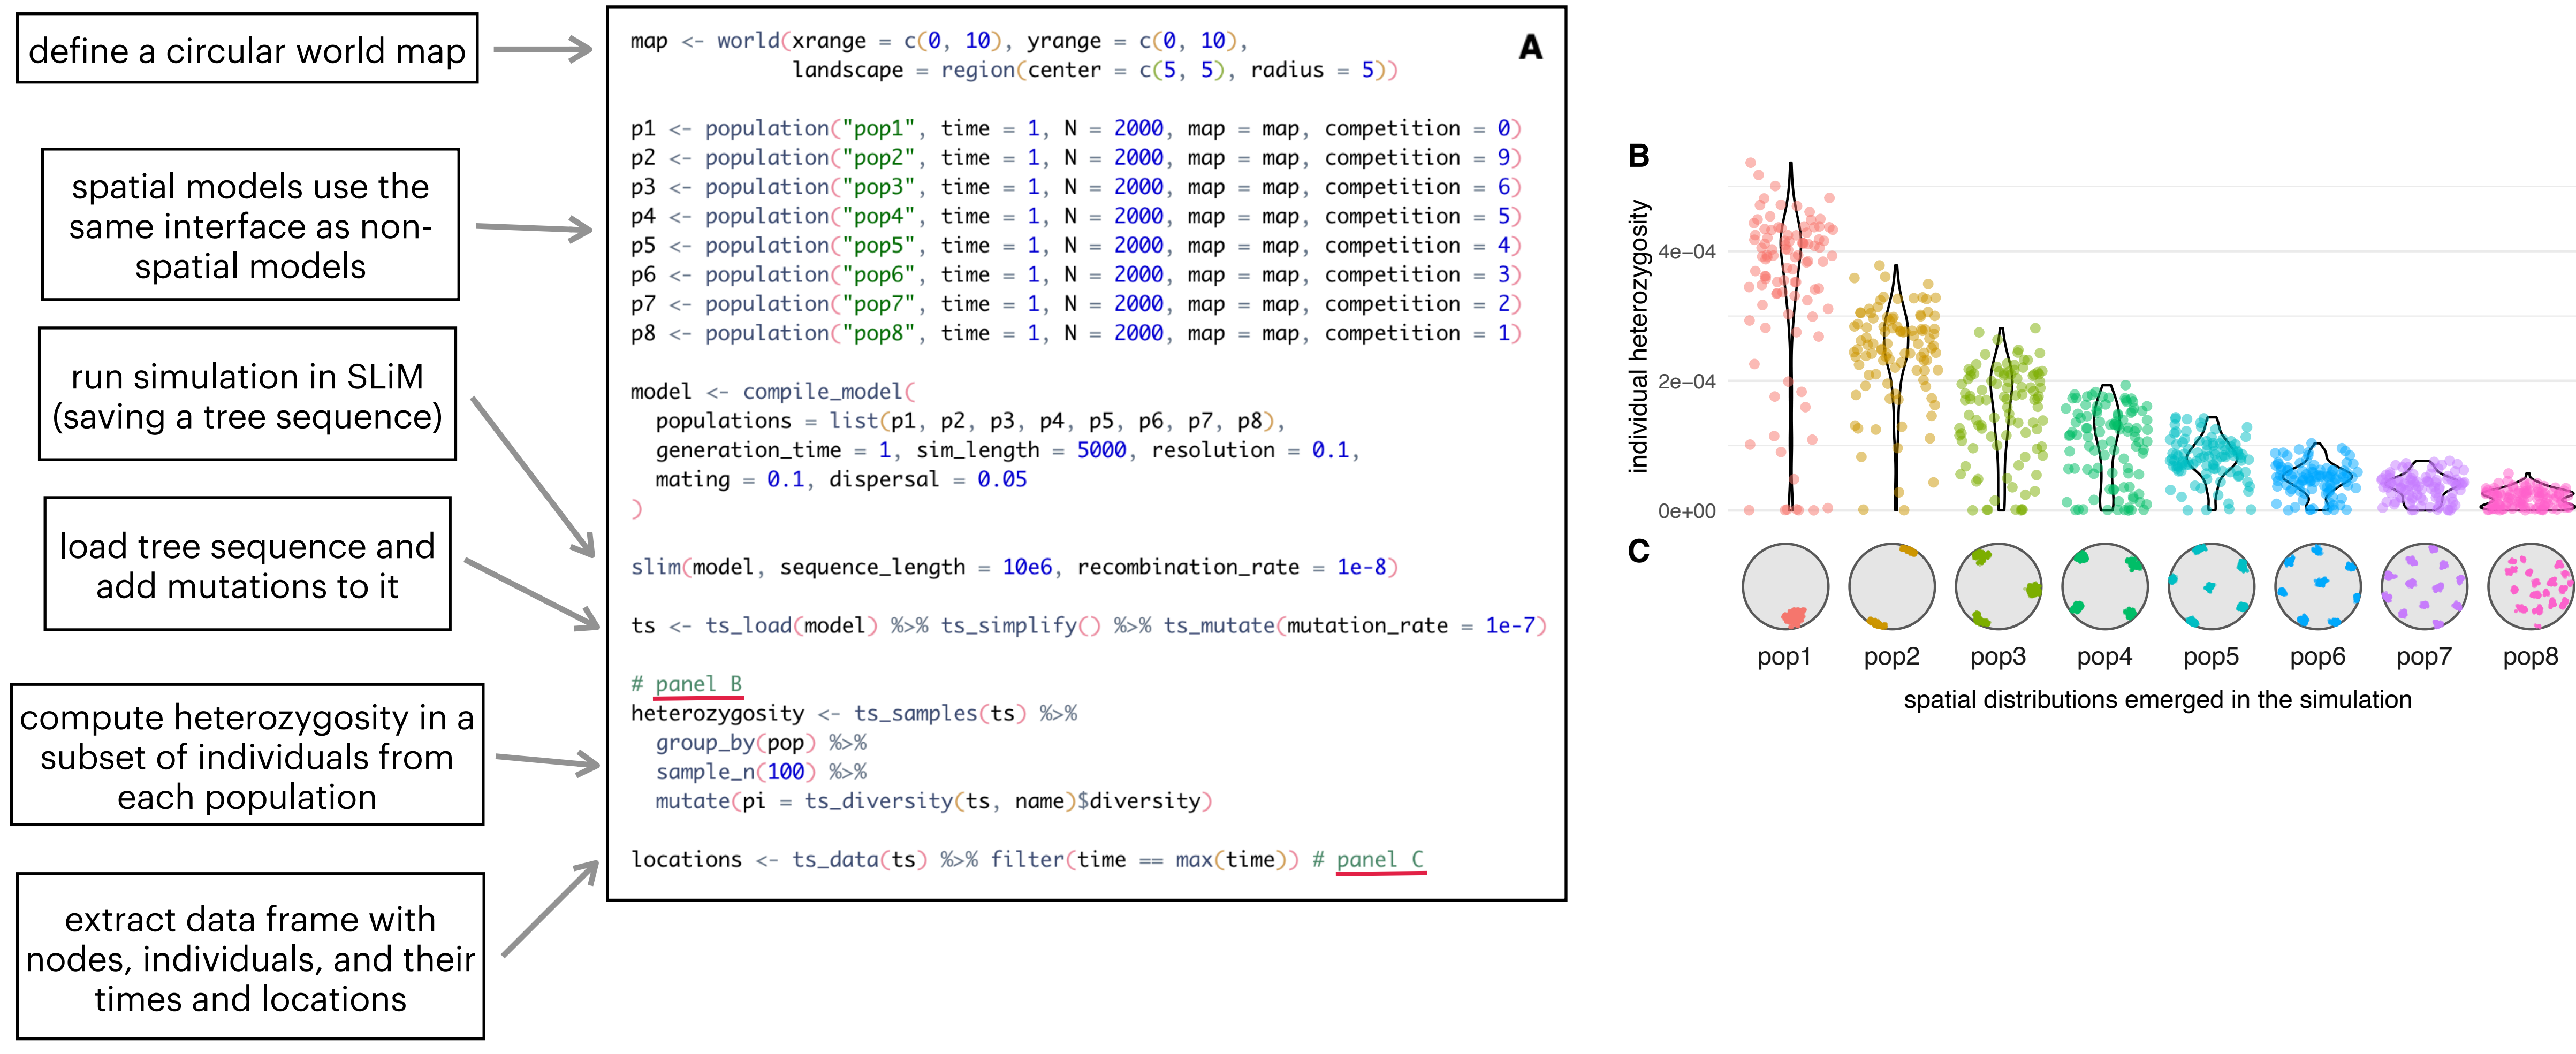 define a circular world map
spatial models use the
same interface as non-
spatial models
run simulation in SLiM
(saving a tree sequence)
load tree sequence and
add mutations to it
compute heterozygosity in a
subset of individuals from
each population
extract data frame with
nodes, individuals, and their
times and locations
A
map <- world(xrange = c(0, 10), yrange = c(0, 10),
landscape = region(center = c(5, 5), radius = 5))
p1 <- population("pop1", time = 1, N = 2000, map = map, competition = 0)
p2 <- population("pop2", time = 1, N = 2000, map = map, competition = 9)
p3 <- population("pop3", time = 1, N = 2000, map = map, competition = 6)
p4 <- population("pop4", time = 1, N = 2000, map = map, competition = 5)
p5 <- population("pop5", time = 1, N = 2000, map = map, competition = 4)
p6 <- population("pop6", time = 1, N = 2000, map = map, competition = 3)
p7 <- population("pop7", time = 1, N = 2000, map = map, competition = 2)
p8 <- population("pop8", time = 1, N = 2000, map = map, competition = 1)
model <- compile_model(
populations = list(p1, p2, p3, p4, p5, p6, p7, p8),
generation_time = 1, sim_length = 5000, resolution = 0.1,
mating = 0.1, dispersal = 0.05
)
slim(model, sequence_length = 10e6, recombination_rate = 1e-8)
ts <- ts_load(model) %>% ts_simplify() %>% ts_mutate(mutation_rate = 1e-7)
# panel B
heterozygosity <- ts_samples(ts) %>%
group_by(pop) %>%
sample_n(100) %>%
mutate(pi = ts_diversity(ts, name)$diversity)
locations <- ts_data(ts) %>% filter(time == max(time)) # panel C
B
individual heterozygosity
4e-04
2e-04
0e+00
C
pop1 pop2 pop3 pop4 pop5 pop6 pop7 pop8
spatial distributions emerged in the simulation